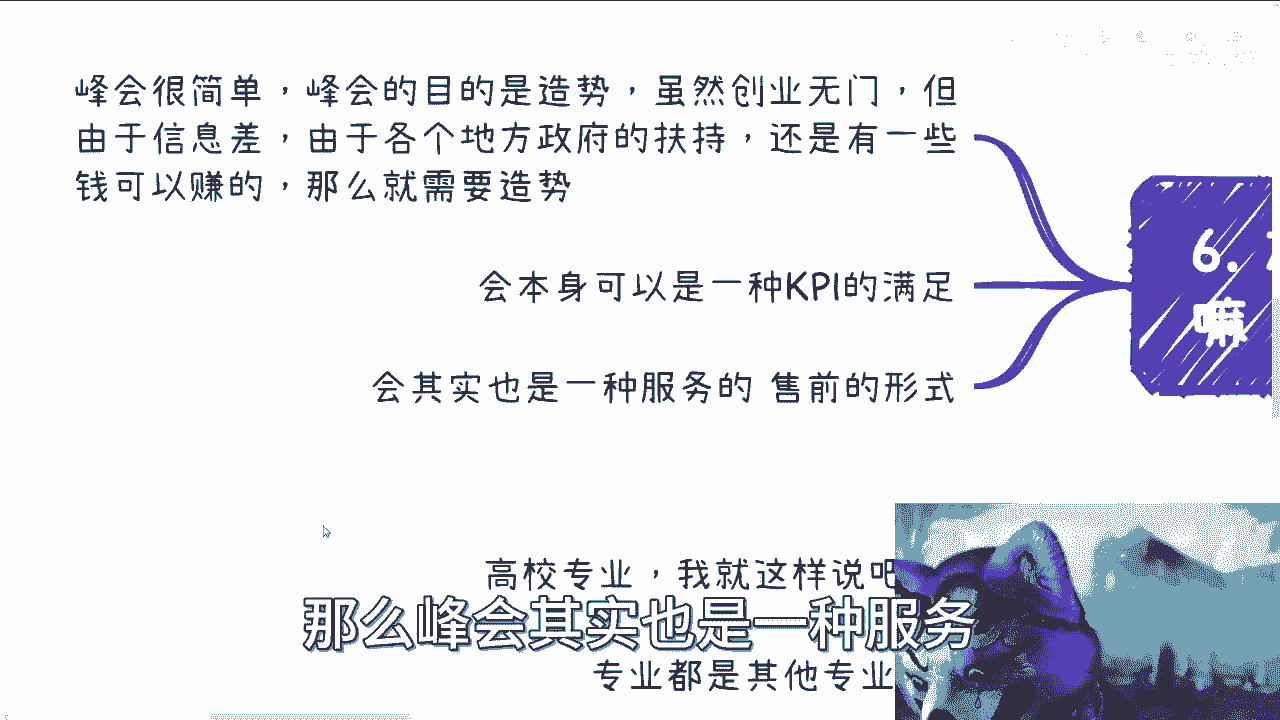 峰会很简单，峰会的目的是造势，虽然创业无门，但
由于信息差，由于各个地方政府的扶持，还是有一些
钱可以赚的，那么就需要造势
6.
嘛
会本身可以是一种KPI的满足
会其实也是一种服务的 售前的形式
高校专业，我就这样说吧
那么峰会其实也是一种服务
专业都是其他专业